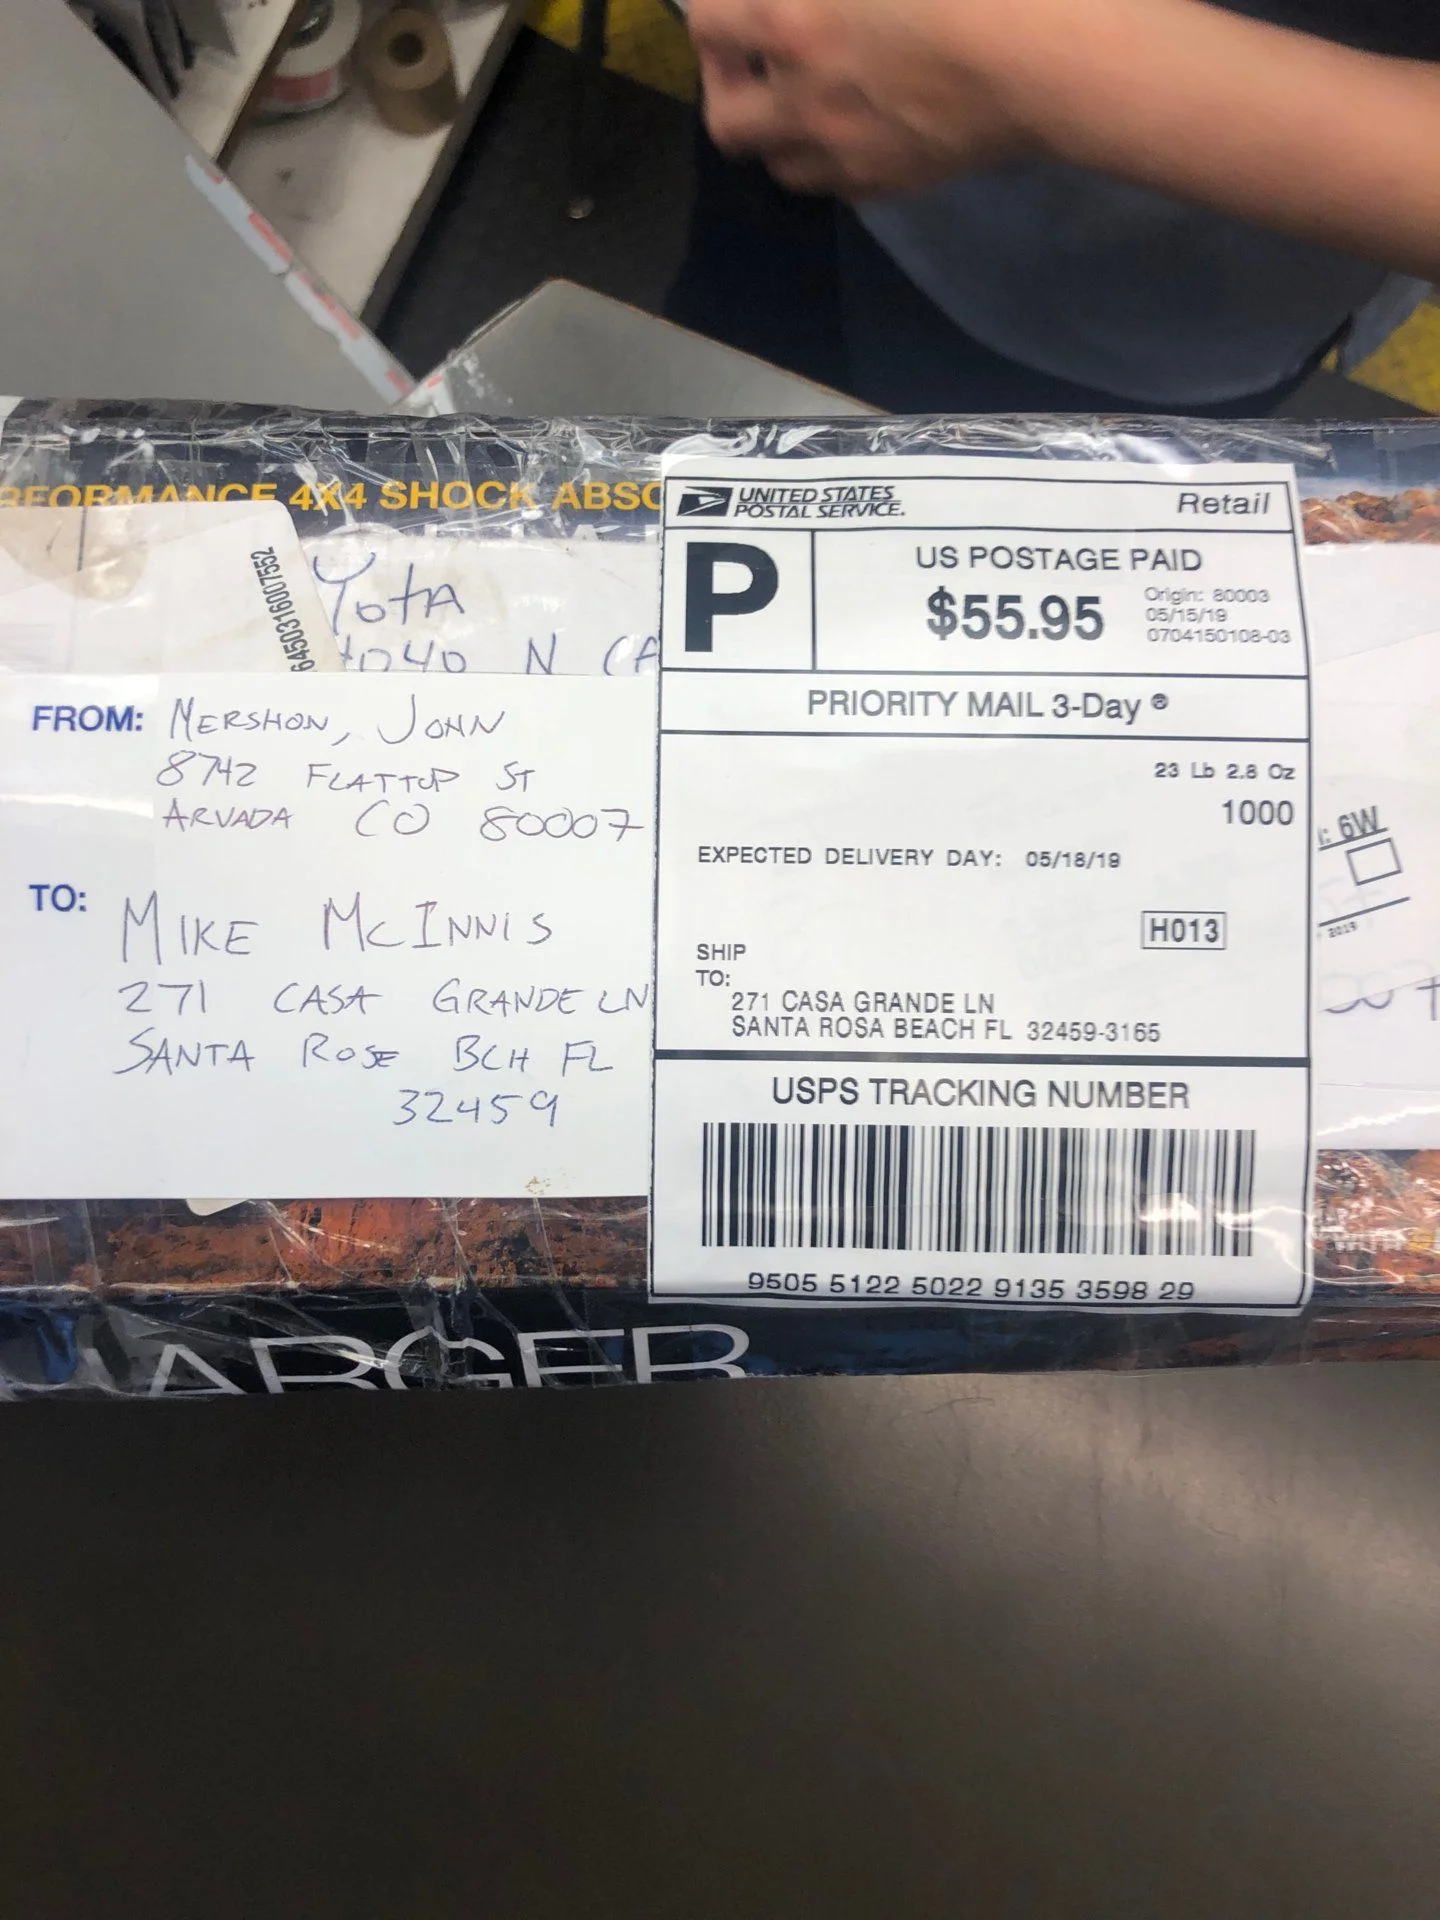 4X4 SHOCK
UNITED STATES
POSTAL SERVICE.
Retail
P
US POSTAGE PAID
$55.95
Origin: 80003
05/15/19
0704150108-03
PRIORITY MAIL 3-Day ®
23 Lb 2.8 Oz
1000
EXPECTED DELIVERY DAY: 05/18/19
H013
SHIP
TO:
271 CASA GRANDE LN
SANTA ROSA BEACH FL 32459-3165
USPS TRACKING NUMBER
9505 5122 5022 9135 3598 29
YotA
4040 N CA
FROM: MERSHON, JOHN
8742 FLATTOP ST
ARVADA CO 80007
TO: MIKE MCINNIS
271 CASA GRANDE LN
SANTA ROSE BCH FL
32459
6W
2019
ARGER